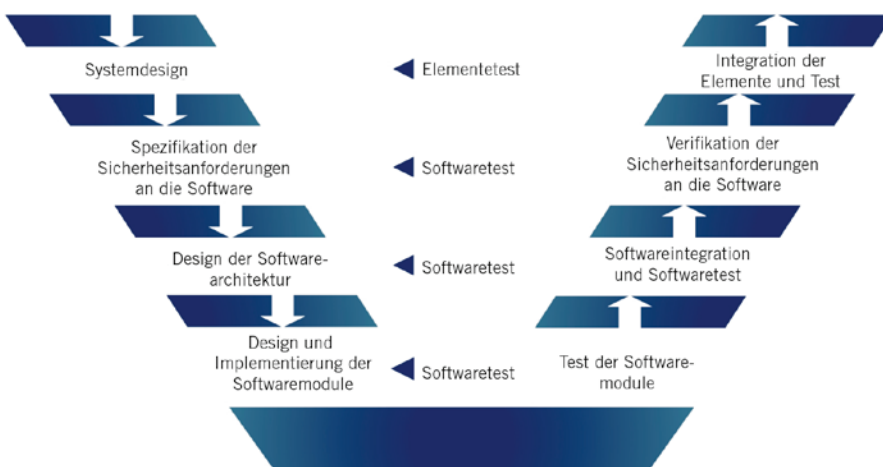 Systemdesign
Elementetest
Integration der
Elemente und Test
Spezifikation der
Sicherheitsanforderungen
an die Software
Softwaretest
Verifikation der
Sicherheitsanforderungen
an die Software
Design der Software-
architektur
Softwaretest
Softwareintegration
und Softwaretest
Design und
Implementierung der
Softwaremodule
Softwaretest
Test der Software-
module